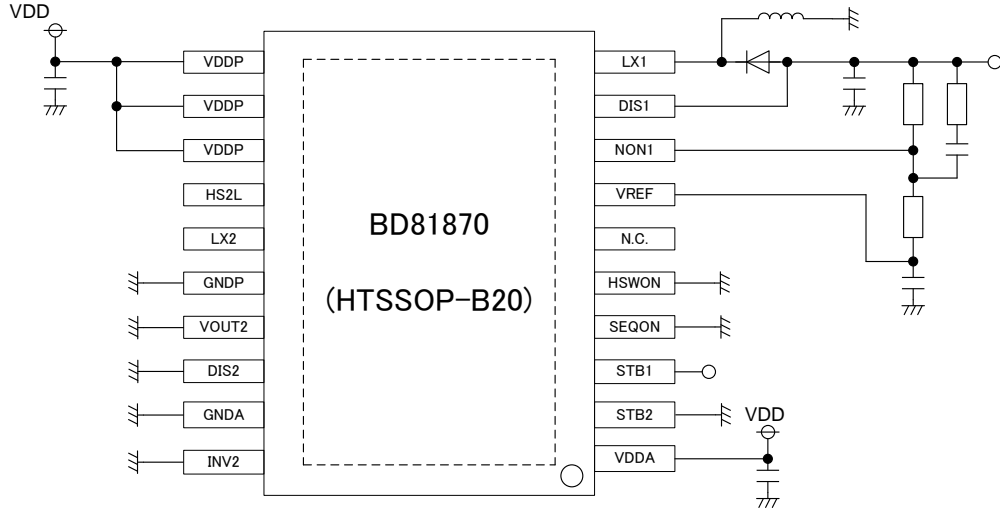 VDD
VDDP
VDDP
VDDP
HS2L
LX2
GNDP
VOUT2
DIS2
GNDA
INV2
BD81870
(HTSSOP-B20)
LX1
DIS1
NON1
VREF
N.C.
HSWON
SEQON
STB1
STB2
VDDA
VDD